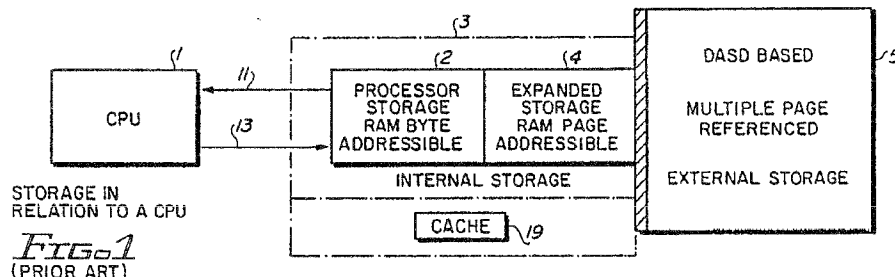 1
CPU
11
13
3
2
PROCESSOR
STORAGE
RAM BYTE
ADDRESSIBLE
4
EXPANDED
STORAGE
RAM PAGE
ADDRESSIBLE
INTERNAL STORAGE
CACHE
19
DASD BASED
MULTIPLE PAGE
REFERENCED
EXTERNAL STORAGE
5
STORAGE IN
RELATION TO A CPU
FIG. 1
(PRIOR ART)